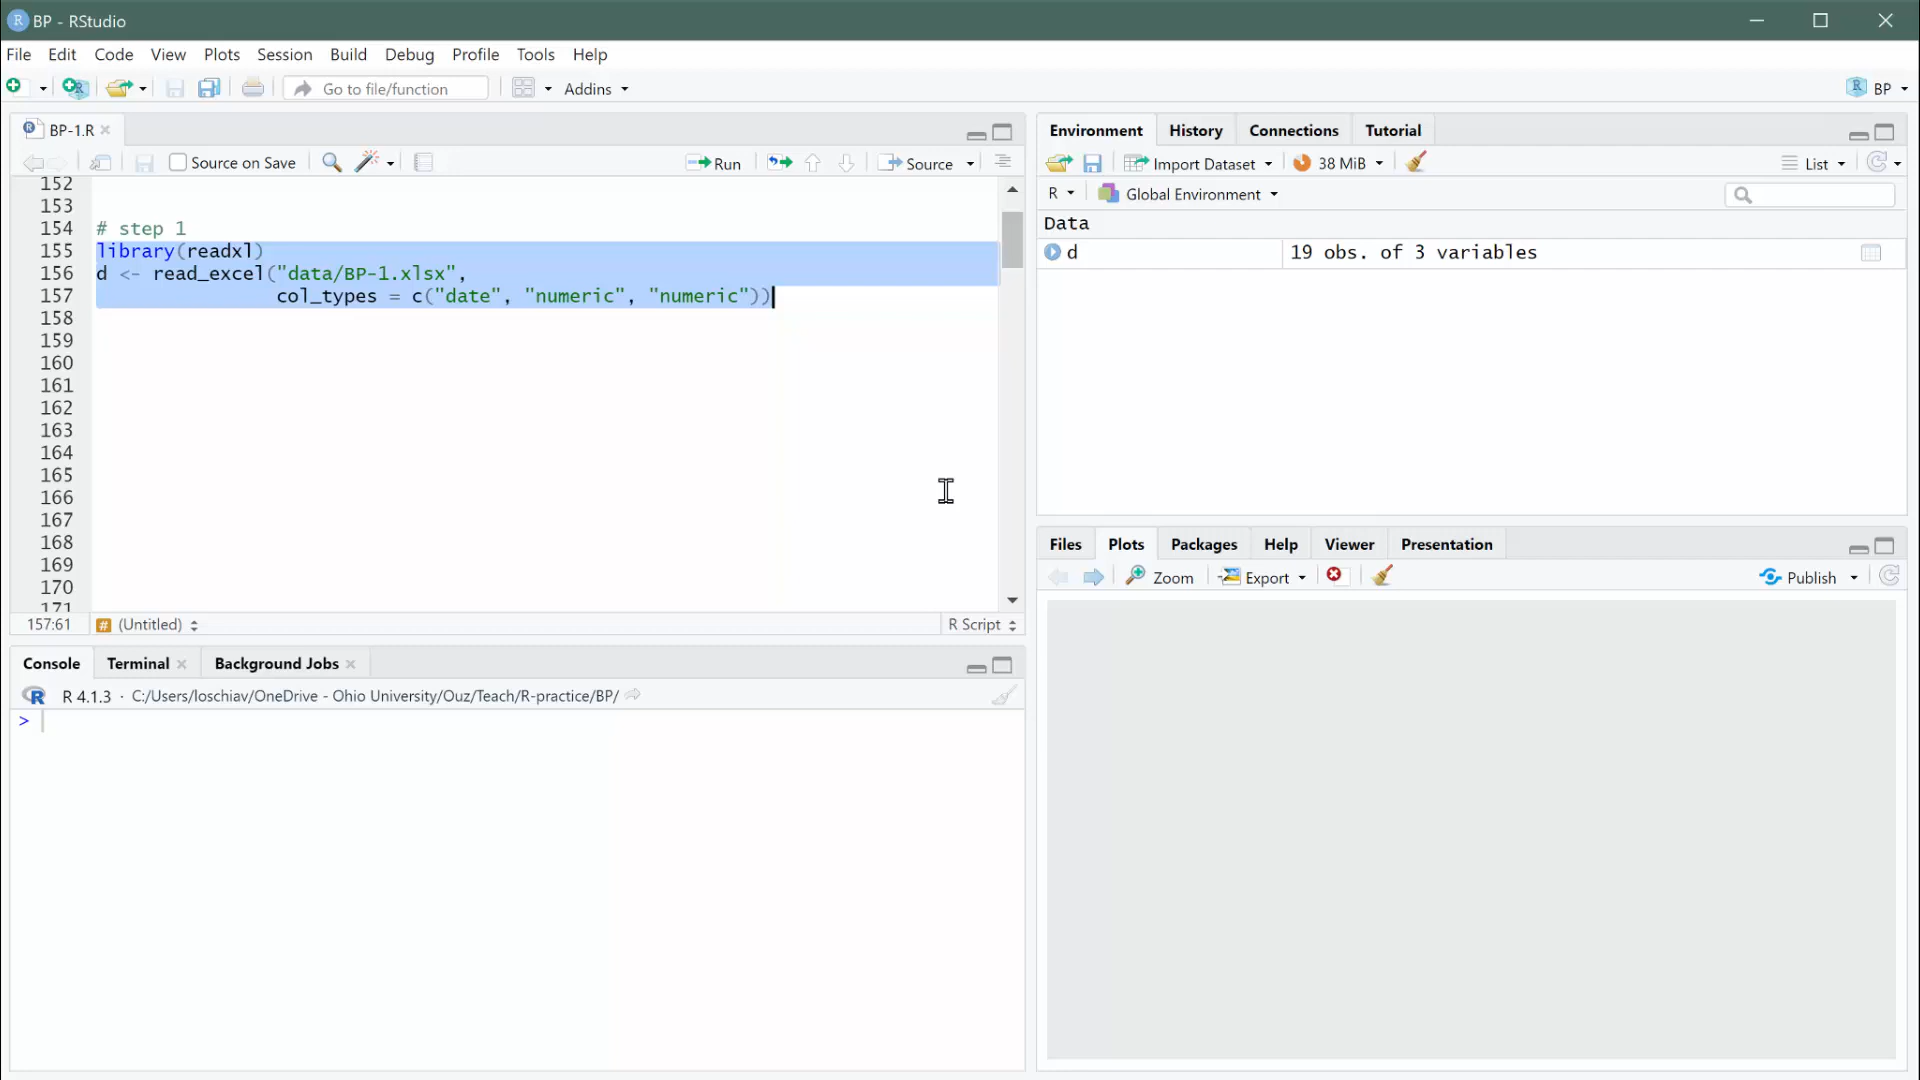 BP - RStudio
File Edit Code View Plots Session Build Debug Profile Tools Help
Go to file/function Addins BP
BP-1.R
Source on Save Run Source
152
153
154 # step 1
155 library(readxl)
156 d <- read_excel("data/BP-1.xlsx",
157 col_types = c("date", "numeric", "numeric"))
158
159
160
161
162
163
164
165
166
167
168
169
170
171
157:61 # (Untitled) R Script
Console Terminal Background Jobs
R 4.1.3 · C:/Users/loschiav/OneDrive - Ohio University/Ouz/Teach/R-practice/BP/
>
Environment History Connections Tutorial
Import Dataset 38 MiB List
R Global Environment
Data
d 19 obs. of 3 variables
Files Plots Packages Help Viewer Presentation
Zoom Export Publish